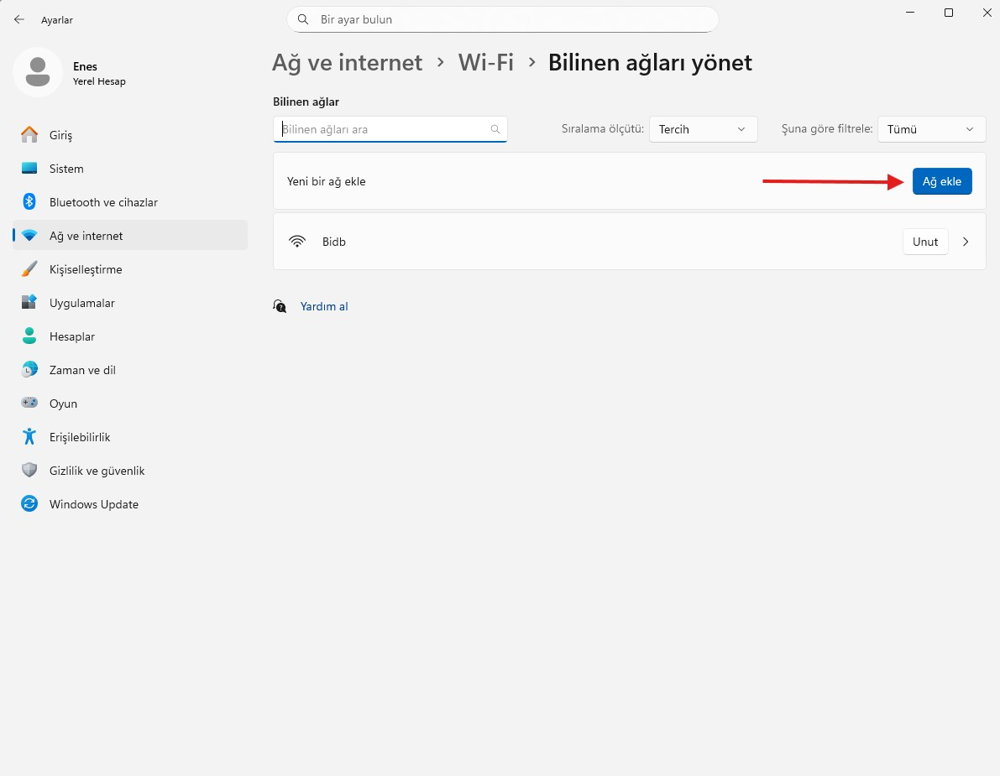 Ayarlar
Bir ayar bulun
Enes
Yerel Hesap
Giriş
Sistem
Bluetooth ve cihazlar
Ağ ve internet
Kişiselleştirme
Uygulamalar
Hesaplar
Zaman ve dil
Oyun
Erişilebilirlik
Gizlilik ve güvenlik
Windows Update
Ağ ve internet › Wi-Fi › Bilinen ağları yönet
Bilinen ağlar
Bilinen ağları ara
Sıralama ölçütü: Tercih
Şuna göre filtrele: Tümü
Yeni bir ağ ekle
Ağ ekle
Bidb
Unut
Yardım al